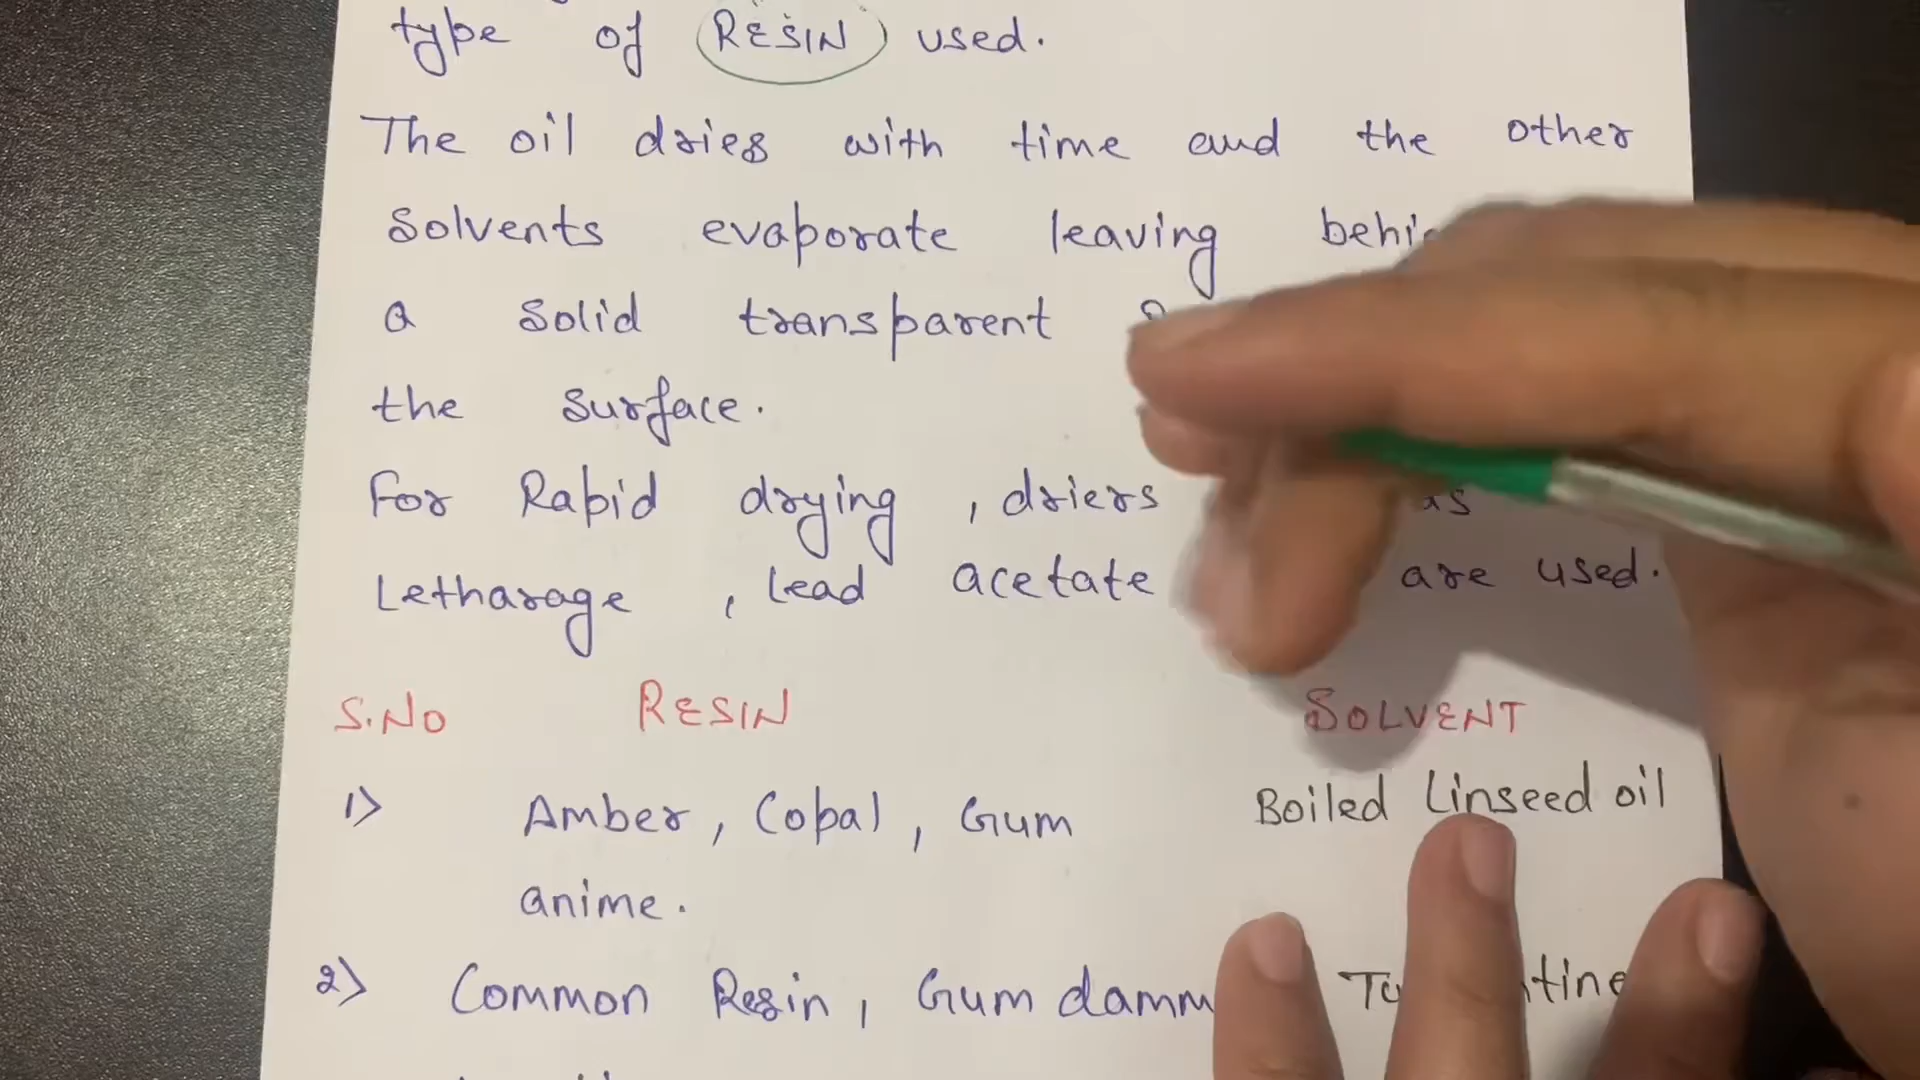 type of RESIN used.
The oil dries with time and the other
Solvents evaporate leaving
a Solid transparent
the surface.
For Rapid drying , driers as
Letharage , lead acetate are used.
S.NO RESIN SOLVENT
1) Amber, Copal, Gum Boiled Linseed oil
anime.
2) Common Resin, Gum